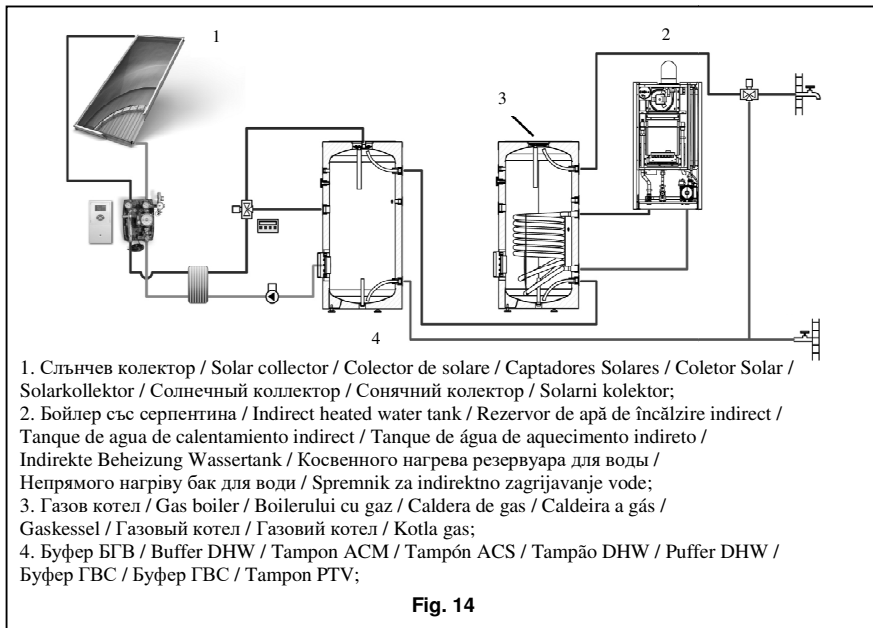 1
2
3
4
1. Слънчев колектор / Solar collector / Colector de solare / Captadores Solares / Coletor Solar /
Solarkollektor / Солнечный коллектор / Сонячний колектор / Solarni kolektor;
2. Бойлер със серпентина / Indirect heated water tank / Rezervor de apă de încălzire indirect /
Tanque de agua de calentamiento indirect / Tanque de água de aquecimento indireto /
Indirekte Beheizung Wassertank / Косвенного нагрева резервуара для воды /
Непрямого нагріву бак для води / Spremnik za indirektno zagrijavanje vode;
3. Газов котел / Gas boiler / Boilerului cu gaz / Caldera de gas / Caldeira a gás /
Gaskessel / Газовый котел / Газовий котел / Kotla gas;
4. Буфер БГВ / Buffer DHW / Tampon ACM / Tampón ACS / Tampão DHW / Puffer DHW /
Буфер ГВС / Буфер ГВС / Tampon PTV;
Fig. 14